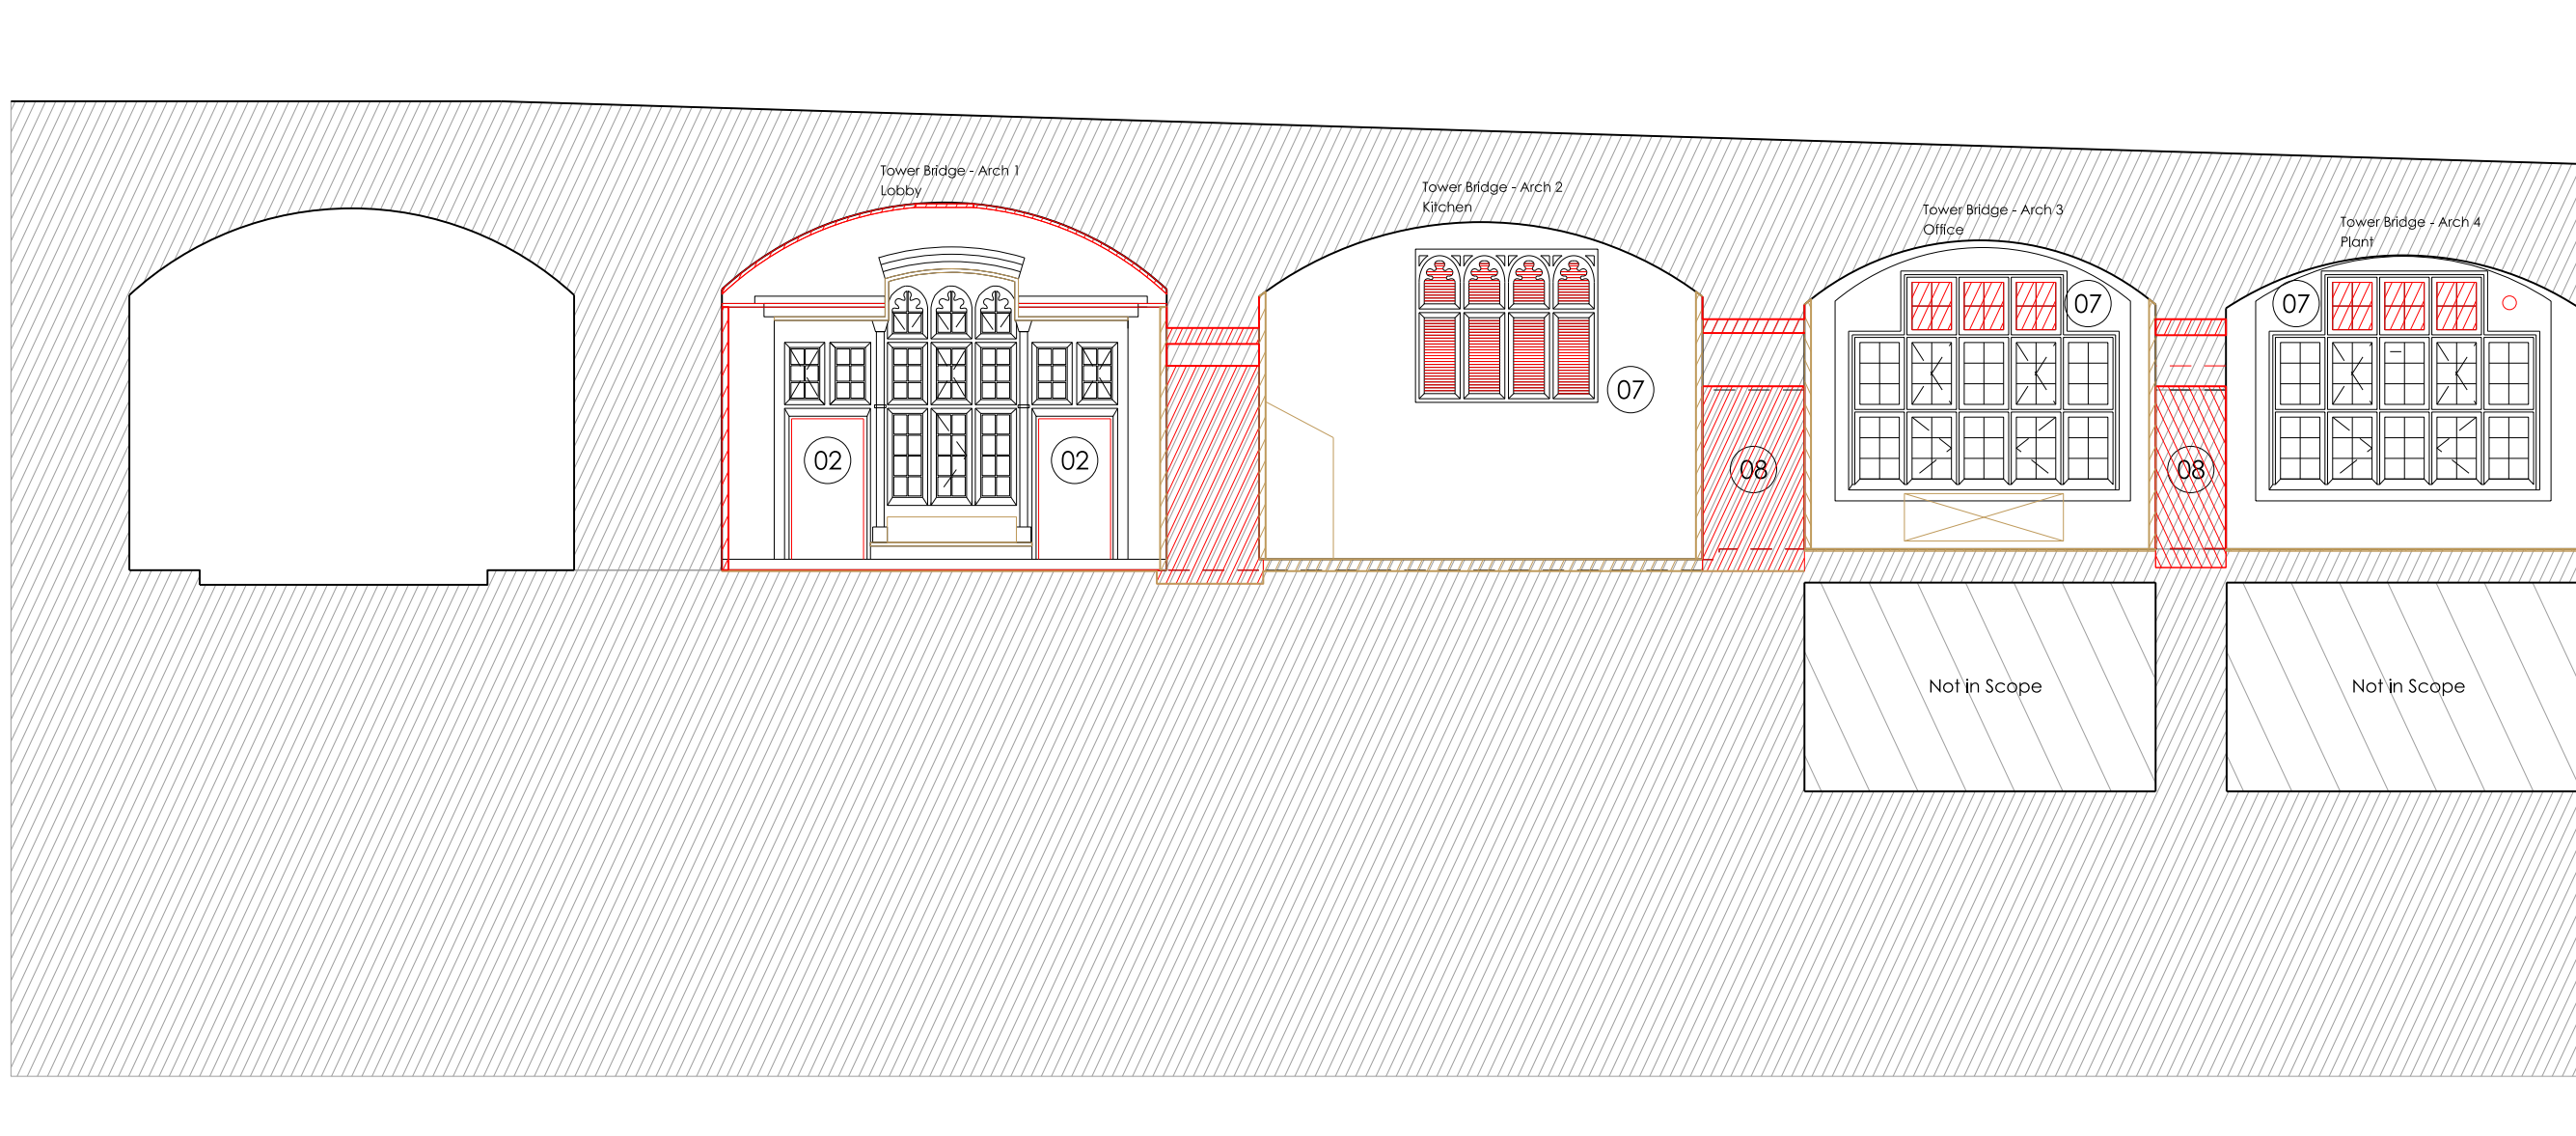 Tower Bridge - Arch 1
Lobby
Tower Bridge - Arch 2
Kitchen
Tower Bridge - Arch 3
Office
Tower Bridge - Arch 4
Plant
07
07
07
02
02
08
08
Not in Scope
Not in Scope